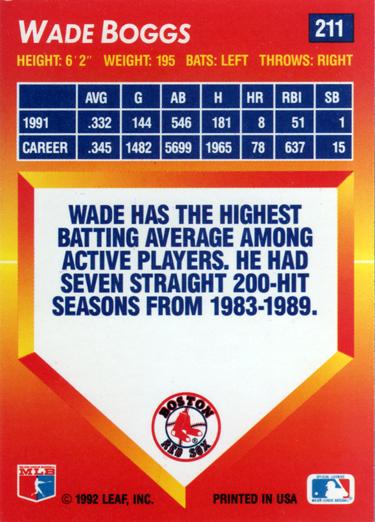 WADE BOGGS
211
HEIGHT: 6'2" WEIGHT: 195 BATS: LEFT THROWS: RIGHT
AVG G AB H HR RBI SB
1991 .332 144 546 181 8 51 1
CAREER .345 1482 5699 1965 78 637 15
WADE HAS THE HIGHEST
BATTING AVERAGE AMONG
ACTIVE PLAYERS. HE HAD
SEVEN STRAIGHT 200-HIT
SEASONS FROM 1983-1989.
BOSTON
RED SOX
MLB
© 1992 LEAF, INC.
PRINTED IN USA